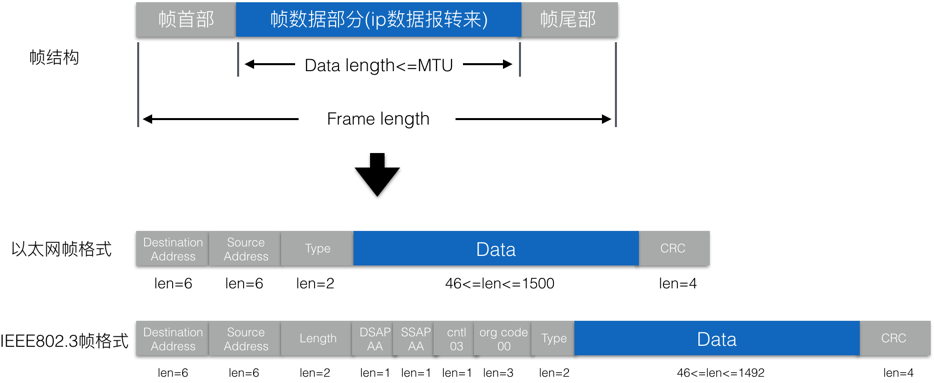 帧首部 帧数据部分(ip数据报转来) 帧尾部
帧结构
Data length<=MTU
Frame length
以太网帧格式
Destination Address
Source Address
Type
Data
CRC
len=6 len=6 len=2 46<=len<=1500 len=4
IEEE802.3帧格式
Destination Address
Source Address
Length
DSAP AA
SSAP AA
cntl 03
org code 00
Type
Data
CRC
len=6 len=6 len=2 len=1 len=1 len=1 len=3 len=2 46<=len<=1492 len=4